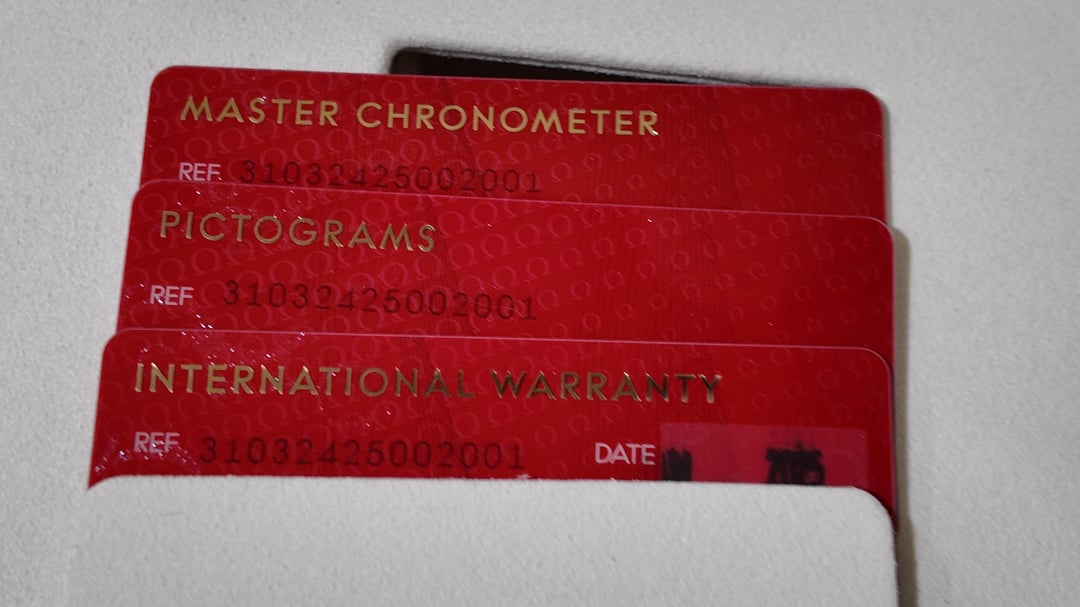 MASTER CHRONOMETER
REF 31032425002001
PICTOGRAMS
REF 31032425002001
INTERNATIONAL WARRANTY
REF 31032425002001 DATE